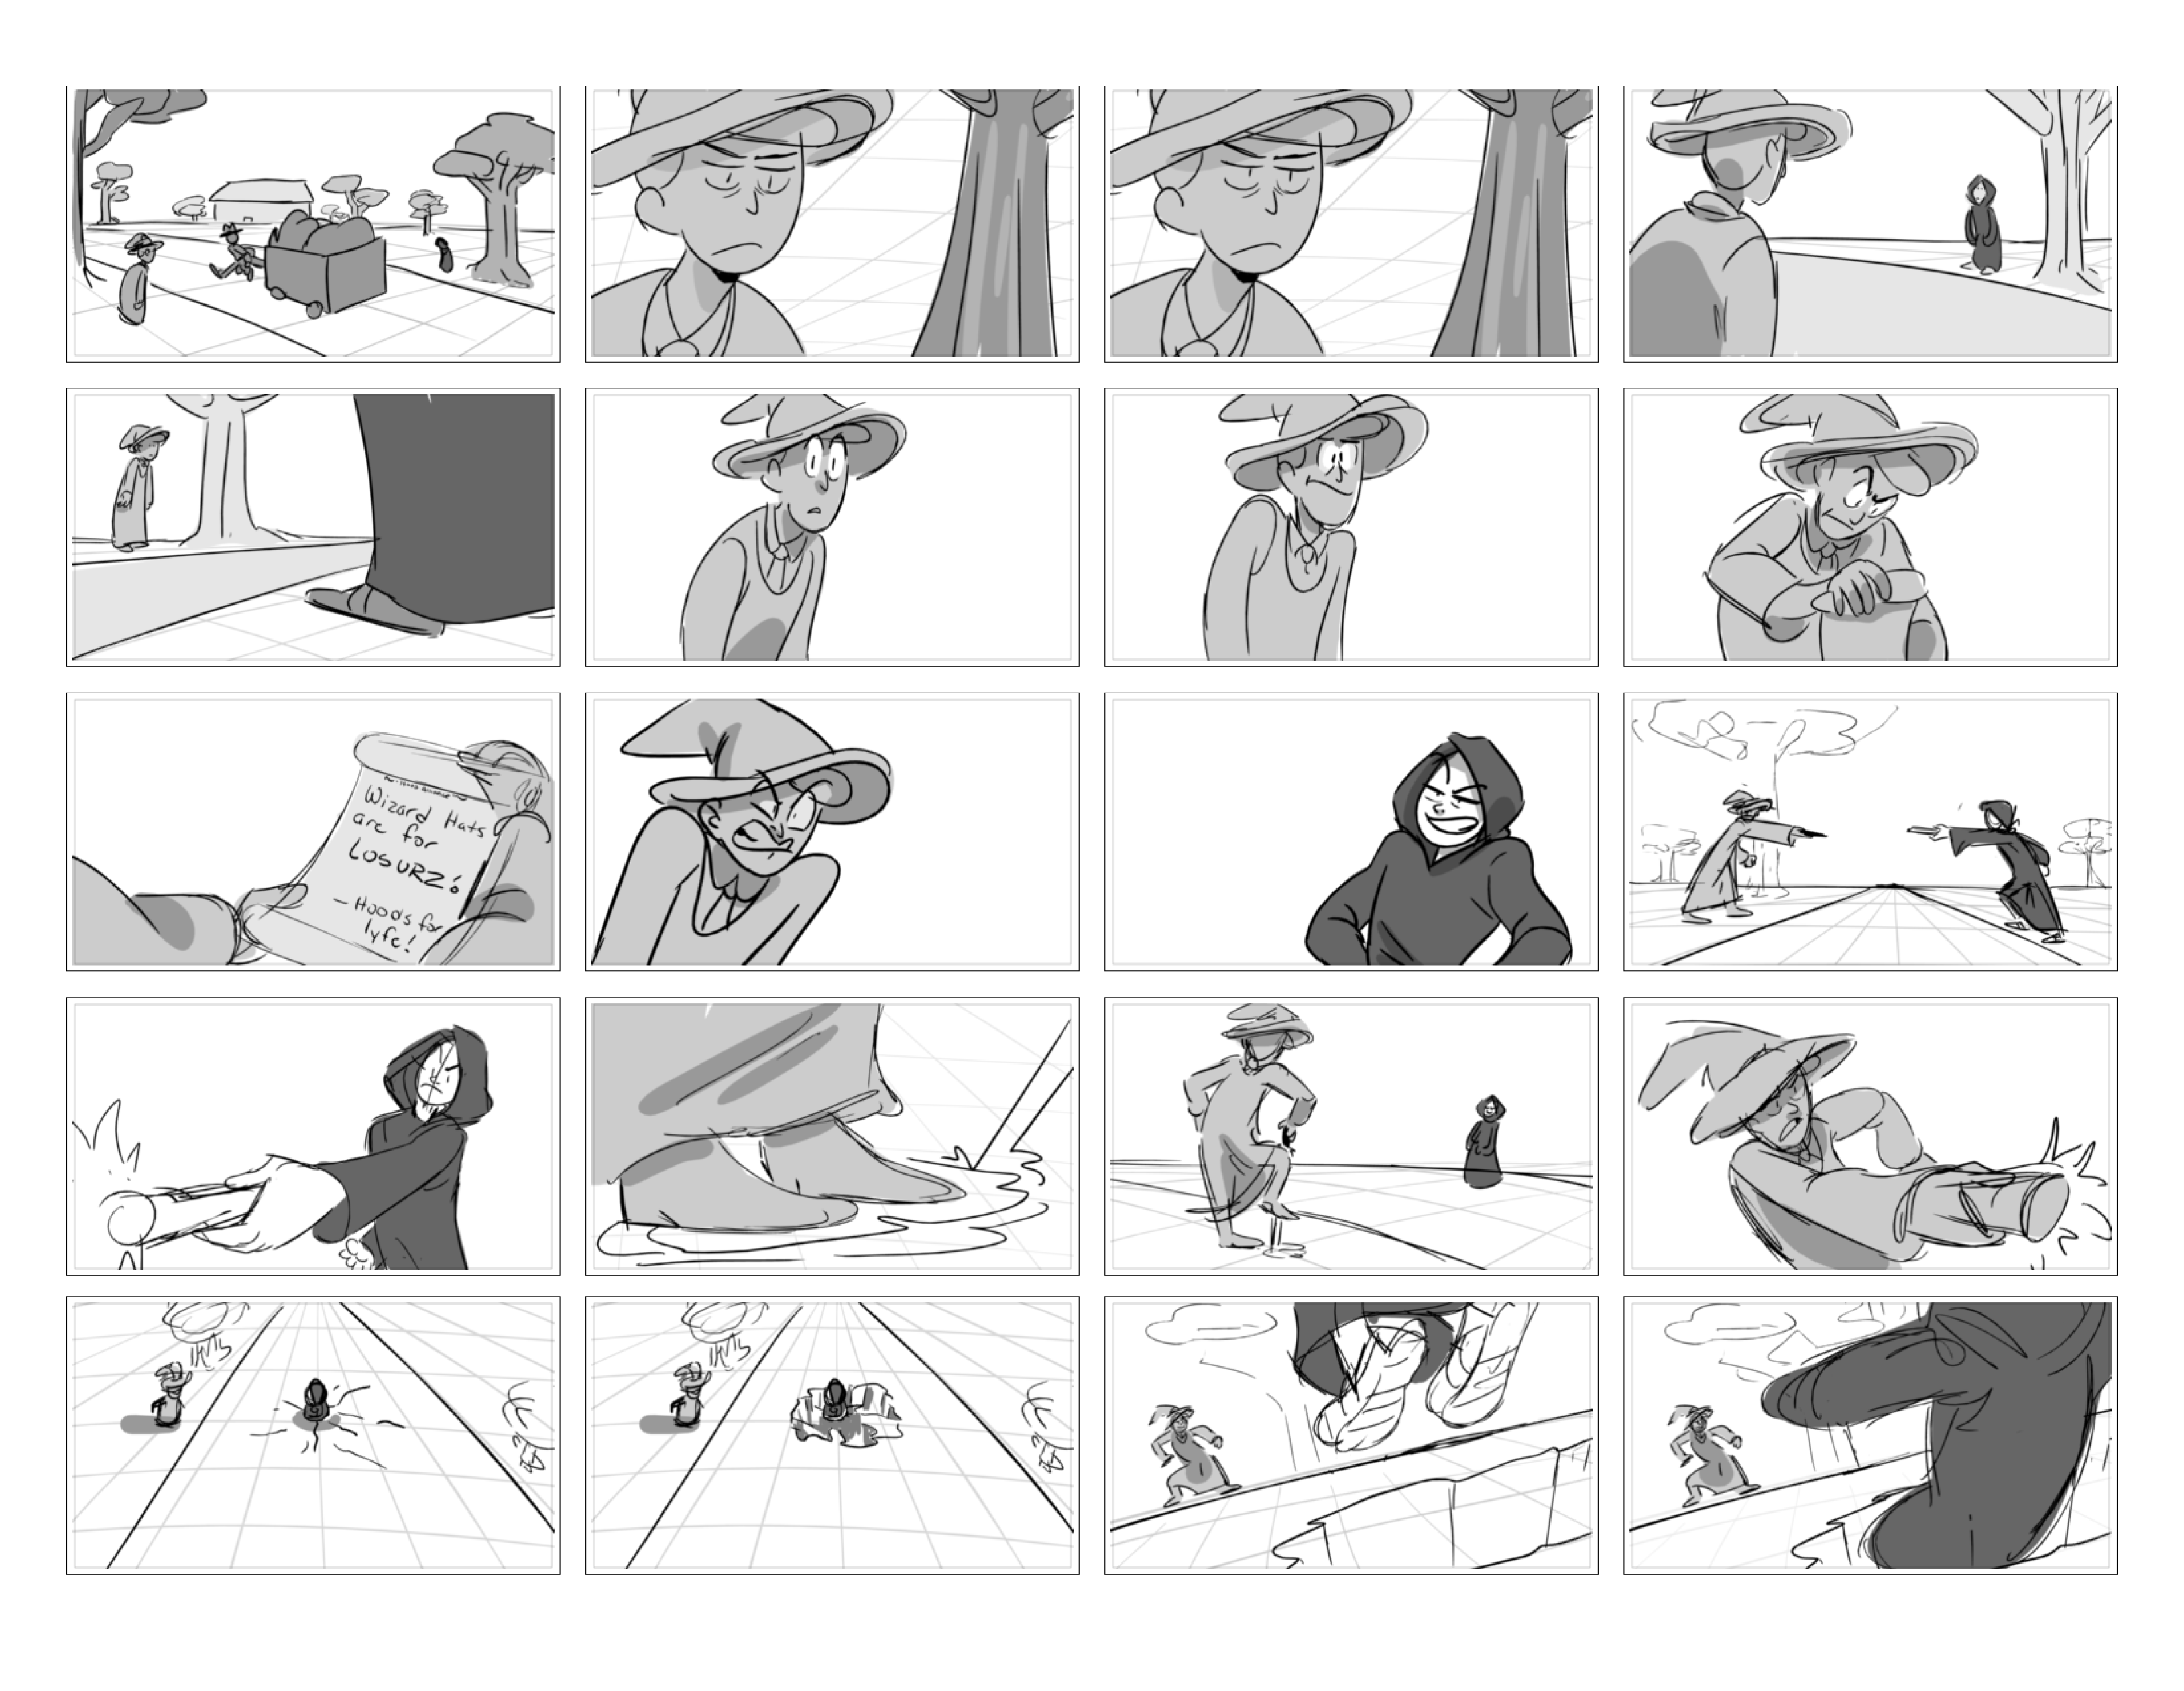 Wizard Hats
are for
LOSURZ!
— Hoods for
lyfe!